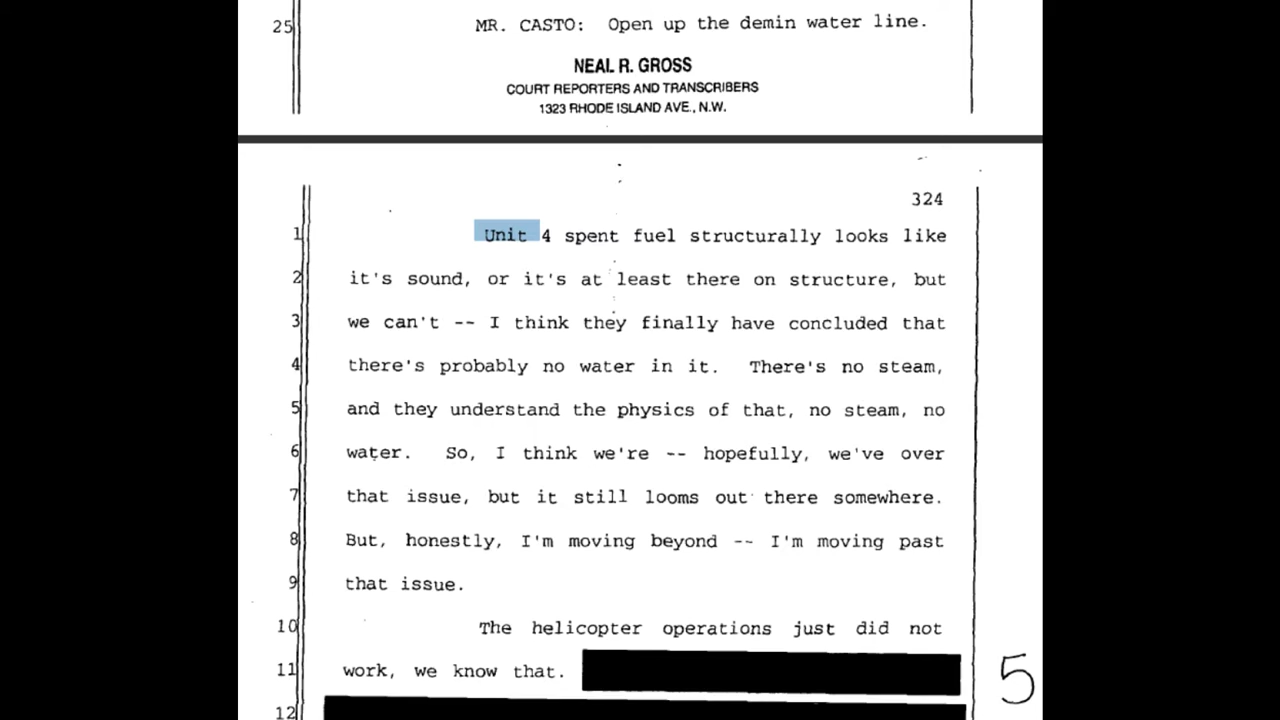 25 MR. CASTO: Open up the demin water line.
NEAL R. GROSS
COURT REPORTERS AND TRANSCRIBERS
1323 RHODE ISLAND AVE., N.W.
324
1 Unit 4 spent fuel structurally looks like
2 it's sound, or it's at least there on structure, but
3 we can't -- I think they finally have concluded that
4 there's probably no water in it. There's no steam,
5 and they understand the physics of that, no steam, no
6 water. So, I think we're -- hopefully, we've over
7 that issue, but it still looms out there somewhere.
8 But, honestly, I'm moving beyond -- I'm moving past
9 that issue.
10 The helicopter operations just did not
11 work, we know that.
5
12